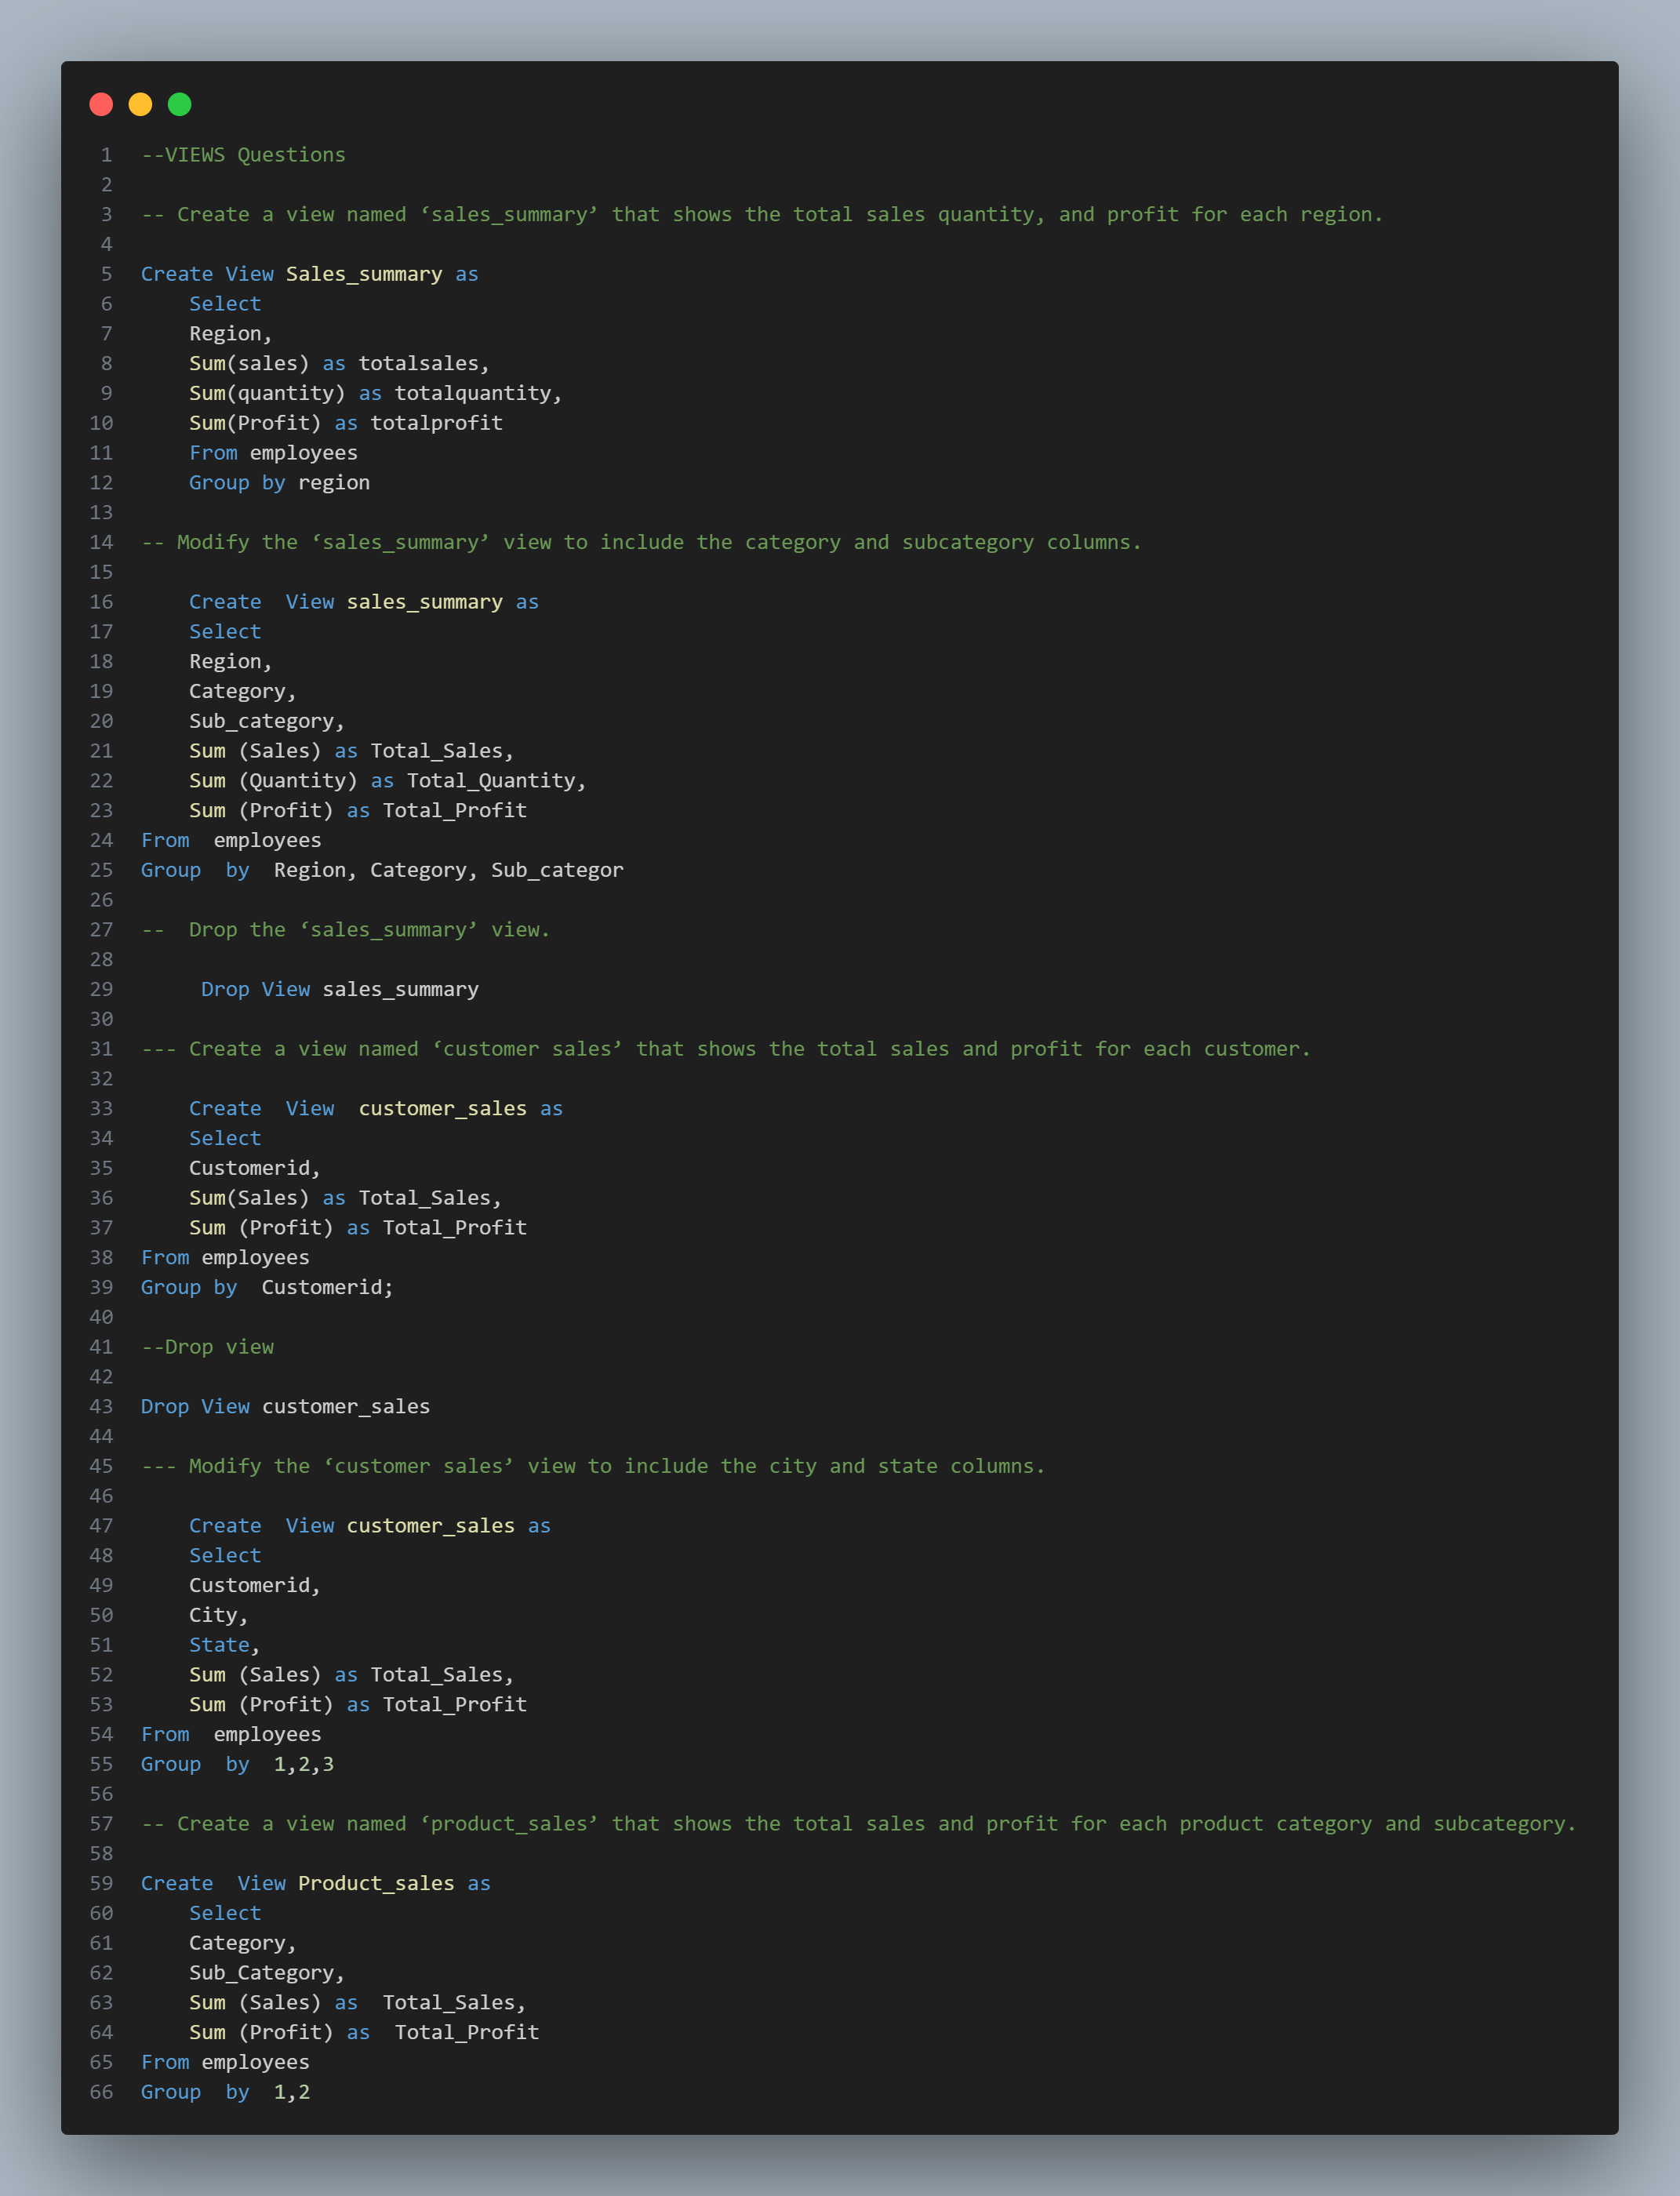 1 --VIEWS Questions
2
3 -- Create a view named ‘sales_summary’ that shows the total sales quantity, and profit for each region.
4
5 Create View Sales_summary as
6     Select
7     Region,
8     Sum(sales) as totalsales,
9     Sum(quantity) as totalquantity,
10     Sum(Profit) as totalprofit
11     From employees
12     Group by region
13
14 -- Modify the ‘sales_summary’ view to include the category and subcategory columns.
15
16     Create  View sales_summary as
17     Select
18     Region,
19     Category,
20     Sub_category,
21     Sum (Sales) as Total_Sales,
22     Sum (Quantity) as Total_Quantity,
23     Sum (Profit) as Total_Profit
24 From  employees
25 Group  by  Region, Category, Sub_categor
26
27 --  Drop the ‘sales_summary’ view.
28
29      Drop View sales_summary
30
31 --- Create a view named ‘customer sales’ that shows the total sales and profit for each customer.
32
33     Create  View  customer_sales as
34     Select
35     Customerid,
36     Sum(Sales) as Total_Sales,
37     Sum (Profit) as Total_Profit
38 From employees
39 Group by  Customerid;
40
41 --Drop view
42
43 Drop View customer_sales
44
45 --- Modify the ‘customer sales’ view to include the city and state columns.
46
47     Create  View customer_sales as
48     Select
49     Customerid,
50     City,
51     State,
52     Sum (Sales) as Total_Sales,
53     Sum (Profit) as Total_Profit
54 From  employees
55 Group  by  1,2,3
56
57 -- Create a view named ‘product_sales’ that shows the total sales and profit for each product category and subcategory.
58
59 Create  View Product_sales as
60     Select
61     Category,
62     Sub_Category,
63     Sum (Sales) as  Total_Sales,
64     Sum (Profit) as  Total_Profit
65 From employees
66 Group  by  1,2